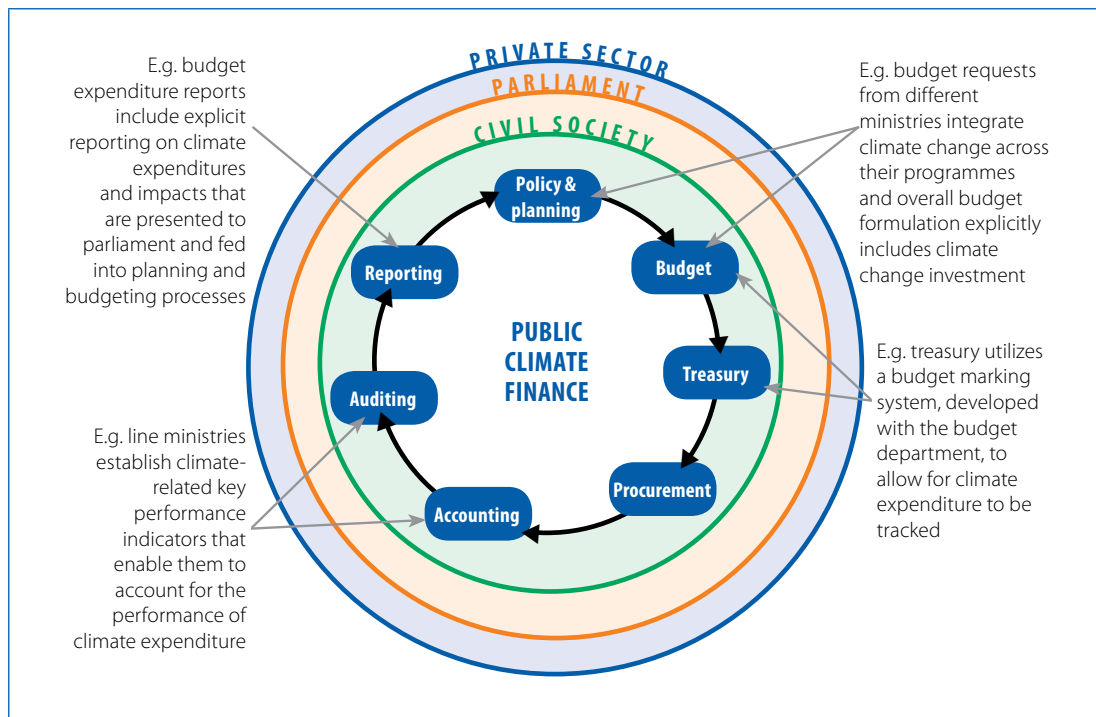 PRIVATE SECTOR
PARLIAMENT
CIVIL SOCIETY
E.g. budget
expenditure reports
include explicit
reporting on climate
expenditures
and impacts that
are presented to
parliament and fed
into planning and
budgeting processes
E.g. budget requests
from different
ministries integrate
climate change across
their programmes
and overall budget
formulation explicitly
includes climate
change investment
Policy &
planning
Budget
Treasury
Procurement
Accounting
Auditing
Reporting
PUBLIC
CLIMATE
FINANCE
E.g. treasury utilizes
a budget marking
system, developed
with the budget
department, to
allow for climate
expenditure to be
tracked
E.g. line ministries
establish climate-
related key
performance
indicators that
enable them to
account for the
performance of
climate expenditure